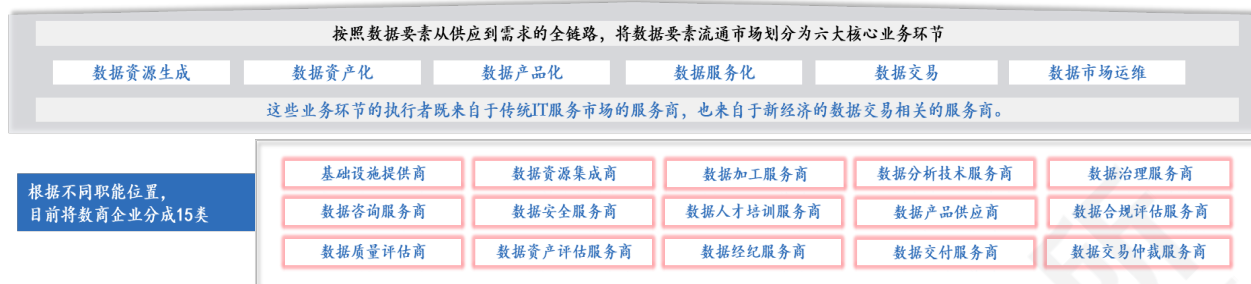 按照数据要素从供应到需求的全链路，将数据要素流通市场划分为六大核心业务环节
数据资源生成 数据资产化 数据产品化 数据服务化 数据交易 数据市场运维
这些业务环节的执行者既来自于传统IT服务市场的服务商，也来自于新经济的数据交易相关的服务商。
根据不同职能位置，
目前将数商企业分成15类
基础设施提供商 数据资源集成商 数据加工服务商 数据分析技术服务商 数据治理服务商
数据咨询服务商 数据安全服务商 数据人才培训服务商 数据产品供应商 数据合规评估服务商
数据质量评估商 数据资产评估服务商 数据经纪服务商 数据交付服务商 数据交易仲裁服务商